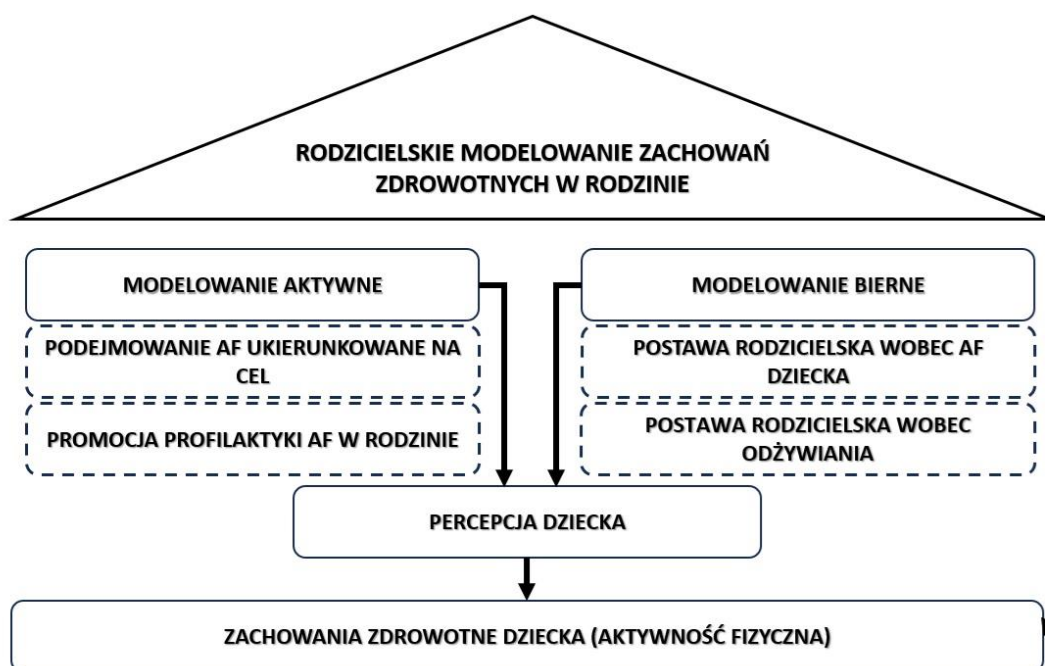 RODZICIELSKIE MODELOWANIE ZACHOWAŃ
ZDROWOTNYCH W RODZINIE
MODELOWANIE AKTYWNE
PODEJMOWANIE AF UKIERUNKOWANE NA
CEL
PROMOCJA PROFILAKTYKI AF W RODZINIE
MODELOWANIE BIERNE
POSTAWA RODZICIELSKA WOBEC AF
DZIECKA
POSTAWA RODZICIELSKA WOBEC
ODŻYWIANIA
PERCEPCJA DZIECKA
ZACHOWANIA ZDROWOTNE DZIECKA (AKTYWNOŚĆ FIZYCZNA)